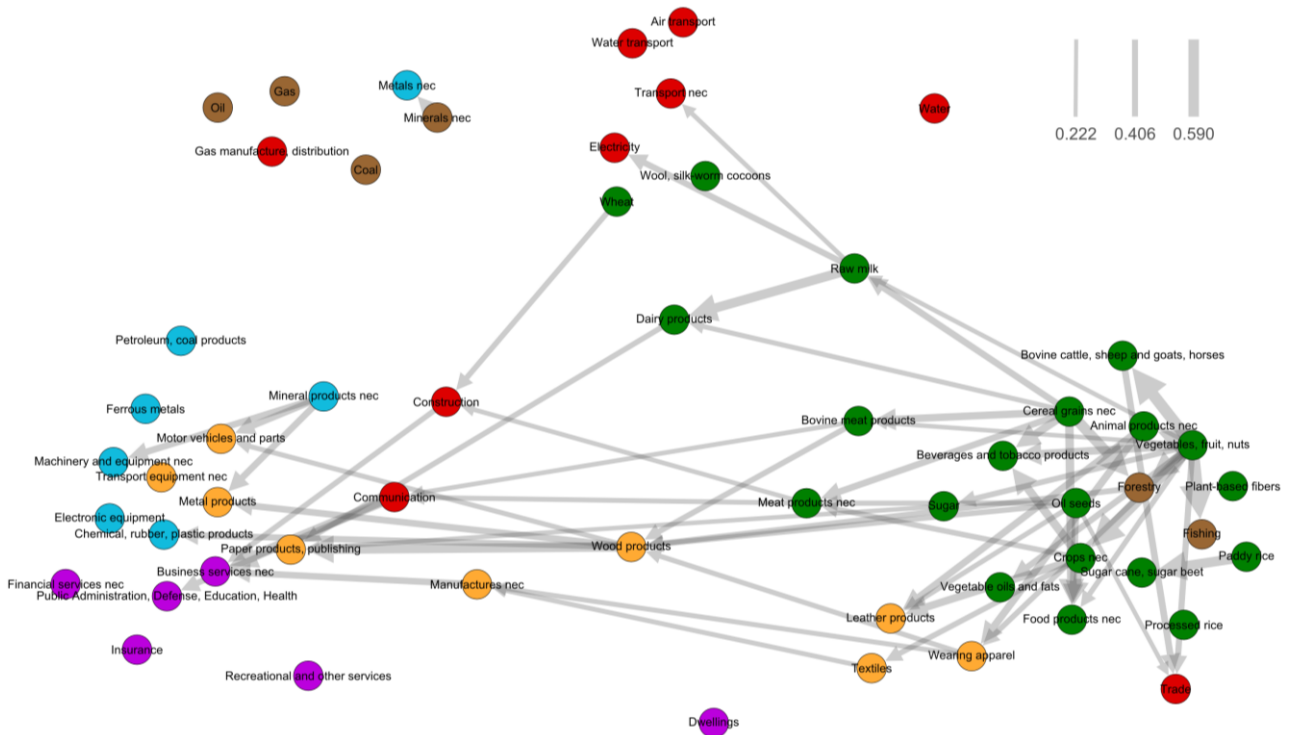 Air transport
Water transport
Metals nec
Gas
Transport nec
Oil
Minerals nec
Water
0.222 0.406 0.590
Electricity
Gas manufacture, distribution
Coal
Wool, silk-worm cocoons
Wheat
Raw milk
Dairy products
Petroleum, coal products
Bovine cattle, sheep and goats, horses
Mineral products nec
Construction
Ferrous metals
Cereal grains nec
Bovine meat products
Animal products nec
Motor vehicles and parts
Vegetables, fruit, nuts
Beverages and tobacco products
Machinery and equipment nec
Transport equipment nec
Plant-based fibers
Forestry
Communication
Metal products
Meat products nec
Sugar
Oil seeds
Electronic equipment
Chemical, rubber, plastic products
Fishing
Paper products, publishing
Wood products
Crops nec
Paddy rice
Business services nec
Sugar cane, sugar beet
Financial services nec
Manufactures nec
Vegetable oils and fats
Public Administration, Defense, Education, Health
Leather products
Food products nec
Processed rice
Insurance
Wearing apparel
Textiles
Recreational and other services
Trade
Dwellings